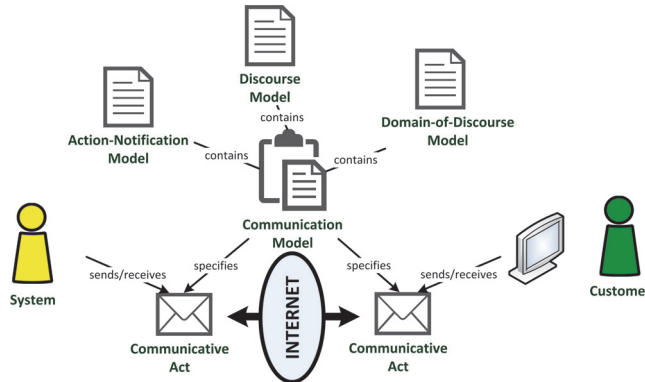 Discourse
Model
contains
Action-Notification
Model
Domain-of-Discourse
Model
contains
contains
Communication
Model
System
sends/receives
specifies
specifies
sends/receives
Custome
INTERNET
Communicative
Act
Communicative
Act